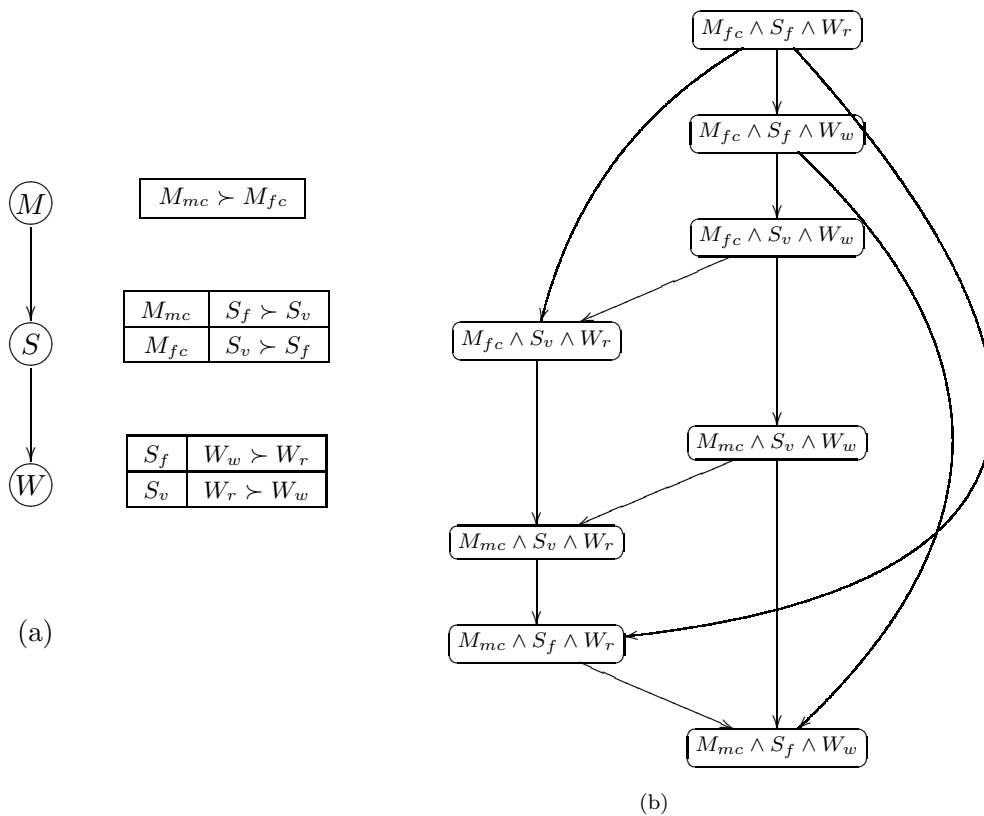 M
M_{mc} ≻ M_{fc}
S
M_{mc} S_f ≻ S_v
M_{fc} S_v ≻ S_f
W
S_f W_w ≻ W_r
S_v W_r ≻ W_w
(a)
M_{fc} ∧ S_f ∧ W_r
M_{fc} ∧ S_f ∧ W_w
M_{fc} ∧ S_v ∧ W_w
M_{fc} ∧ S_v ∧ W_r
M_{mc} ∧ S_v ∧ W_w
M_{mc} ∧ S_v ∧ W_r
M_{mc} ∧ S_f ∧ W_r
M_{mc} ∧ S_f ∧ W_w
(b)